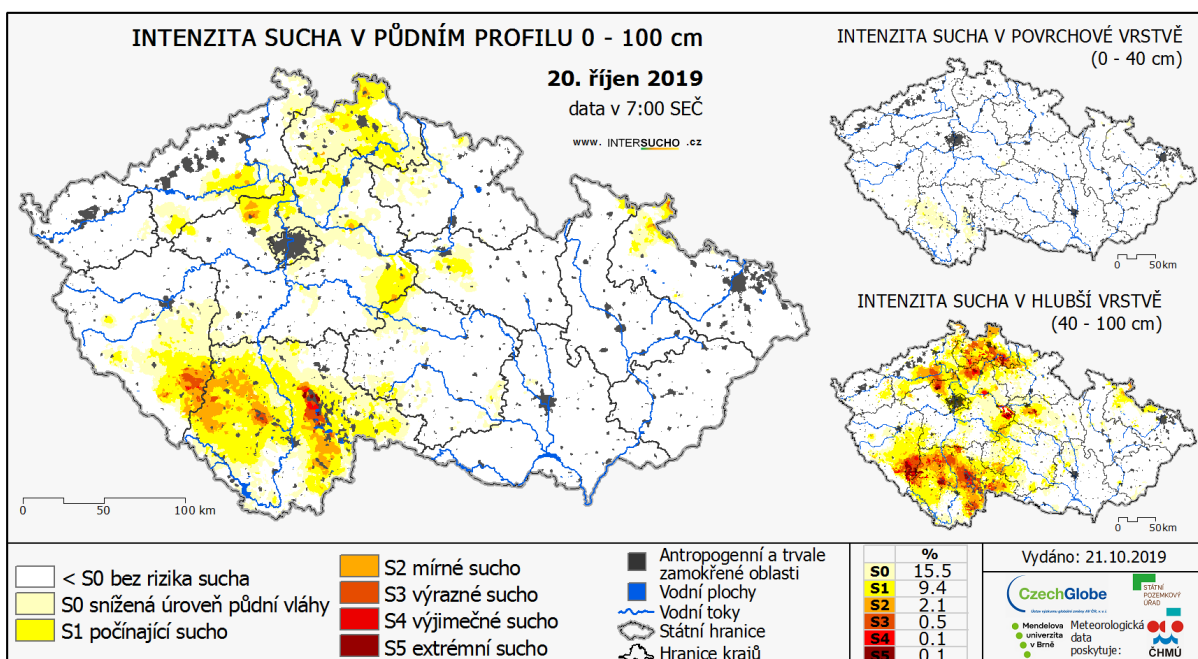 INTENZITA SUCHA V PŮDNÍM PROFILU 0 - 100 cm
20. říjen 2019
data v 7:00 SEČ
www. INTERSUCHO .cz
0 50 100 km
INTENZITA SUCHA V POVRCHOVÉ VRSTVĚ
(0 - 40 cm)
0 50km
INTENZITA SUCHA V HLUBŠÍ VRSTVĚ
(40 - 100 cm)
0 50km
< S0 bez rizika sucha
S0 snížená úroveň půdní vláhy
S1 počínající sucho
S2 mírné sucho
S3 výrazné sucho
S4 výjimečné sucho
S5 extrémní sucho
Antropogenní a trvale
zamokřené oblasti
Vodní plochy
Vodní toky
Státní hranice
Hranice krajů
%
S0 15.5
S1 9.4
S2 2.1
S3 0.5
S4 0.1
S5 0.1
Vydáno: 21.10.2019
CzechGlobe
STÁTNÍ
POZEMKOVÝ
ÚŘAD
Mendelova
univerzita
v Brně
Meteorologická
data
poskytuje:
ČHMÚ